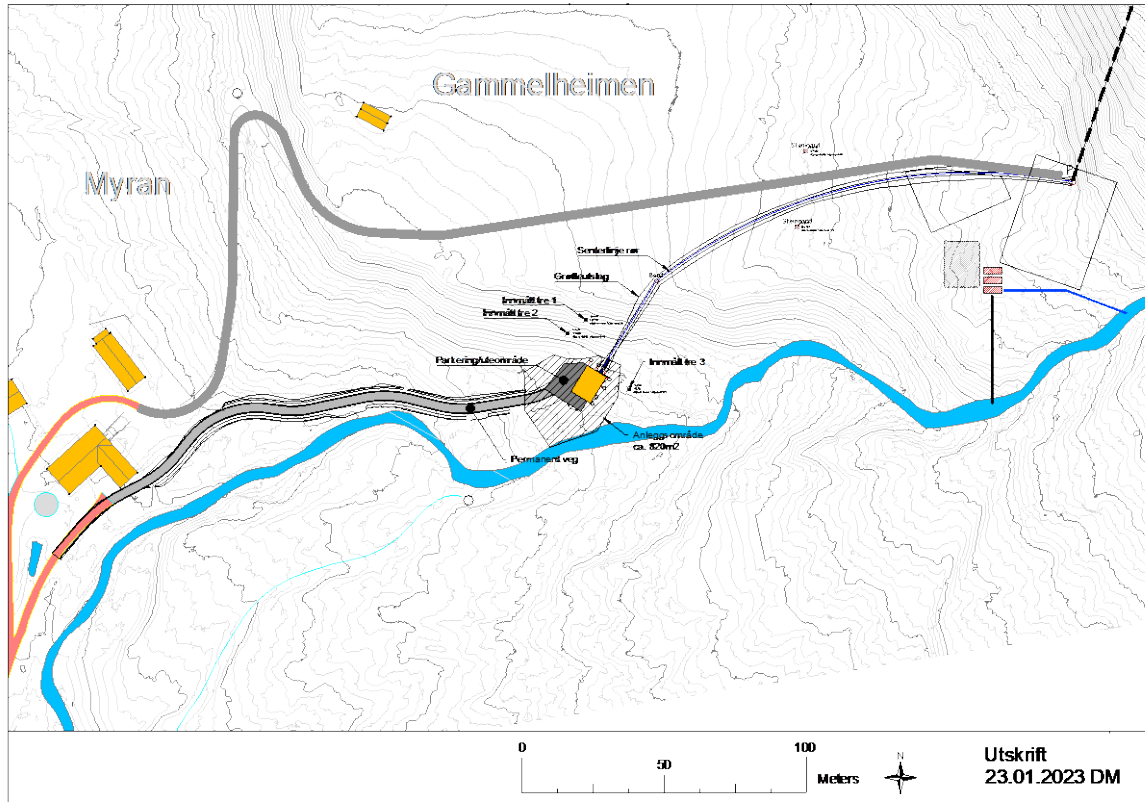 Gammelheimen
Myran
Senterlinje rør
Grøfteutslag
Innmålt tre 1
Innmålt tre 2
Parkering/uteområde
Innmålt tre 3
Anleggsområde
ca. 820m2
Permanent veg
0
100
50
Meters
N
Utskrift
23.01.2023 DM